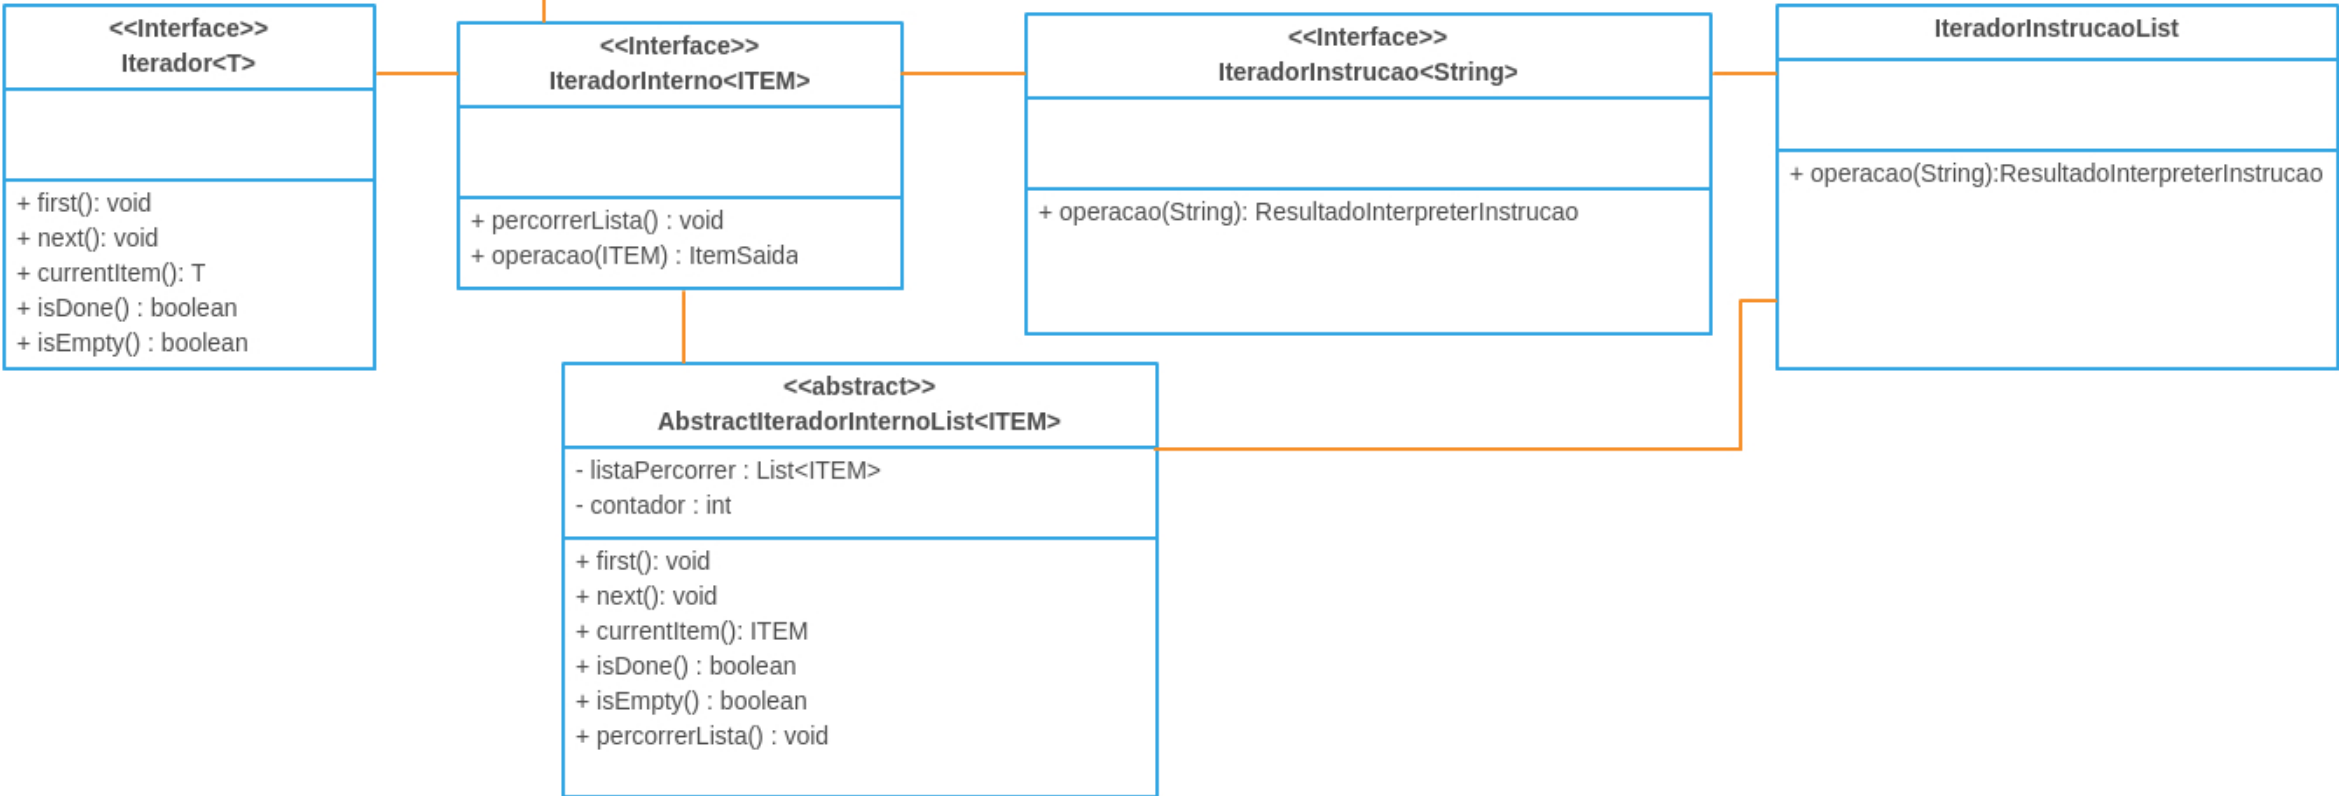 <<Interface>>
Iterador<T>
+ first(): void
+ next(): void
+ currentItem(): T
+ isDone() : boolean
+ isEmpty() : boolean
<<Interface>>
IteradorInterno<ITEM>
+ percorrerLista() : void
+ operacao(ITEM) : ItemSaida
<<Interface>>
IteradorInstrucao<String>
+ operacao(String): ResultadoInterpreterInstrucao
IteradorInstrucaoList
+ operacao(String):ResultadoInterpreterInstrucao
<<abstract>>
AbstractIteradorInternoList<ITEM>
- listaPercorrer : List<ITEM>
- contador : int
+ first(): void
+ next(): void
+ currentItem(): ITEM
+ isDone() : boolean
+ isEmpty() : boolean
+ percorrerLista() : void